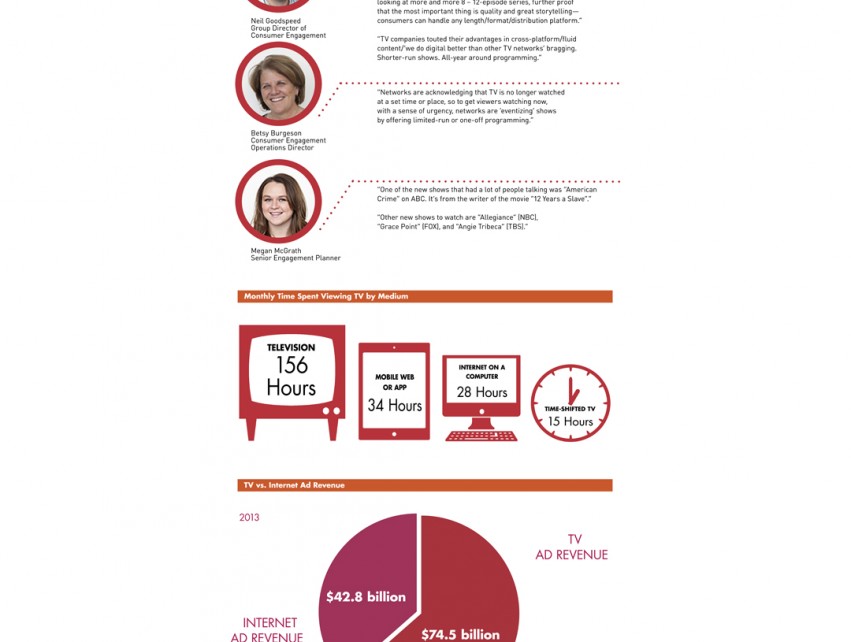 looking at more and more 8 – 12-episode series, further proof
that the most important thing is quality and great storytelling—
consumers can handle any length/format/distribution platform."
Neil Goodspeed
Group Director of
Consumer Engagement
"TV companies touted their advantages in cross-platform/fluid
content/'we do digital better than other TV networks' bragging.
Shorter-run shows. All-year around programming."
"Networks are acknowledging that TV is no longer watched
at a set time or place, so to get viewers watching now,
with a sense of urgency, networks are 'eventizing' shows
by offering limited-run or one-off programming."
Betsy Burgeson
Consumer Engagement
Operations Director
"One of the new shows that had a lot of people talking was "American
Crime" on ABC. It's from the writer of the movie "12 Years a Slave"."
"Other new shows to watch are "Allegiance" (NBC),
"Grace Point" (FOX), and "Angie Tribeca" (TBS)."
Megan McGrath
Senior Engagement Planner
Monthly Time Spent Viewing TV by Medium
TELEVISION
156
Hours
MOBILE WEB
OR APP
34 Hours
INTERNET ON A
COMPUTER
28 Hours
TIME-SHIFTED TV
15 Hours
TV vs. Internet Ad Revenue
2013
TV
AD REVENUE
$42.8 billion
INTERNET
AD REVENUE
$74.5 billion